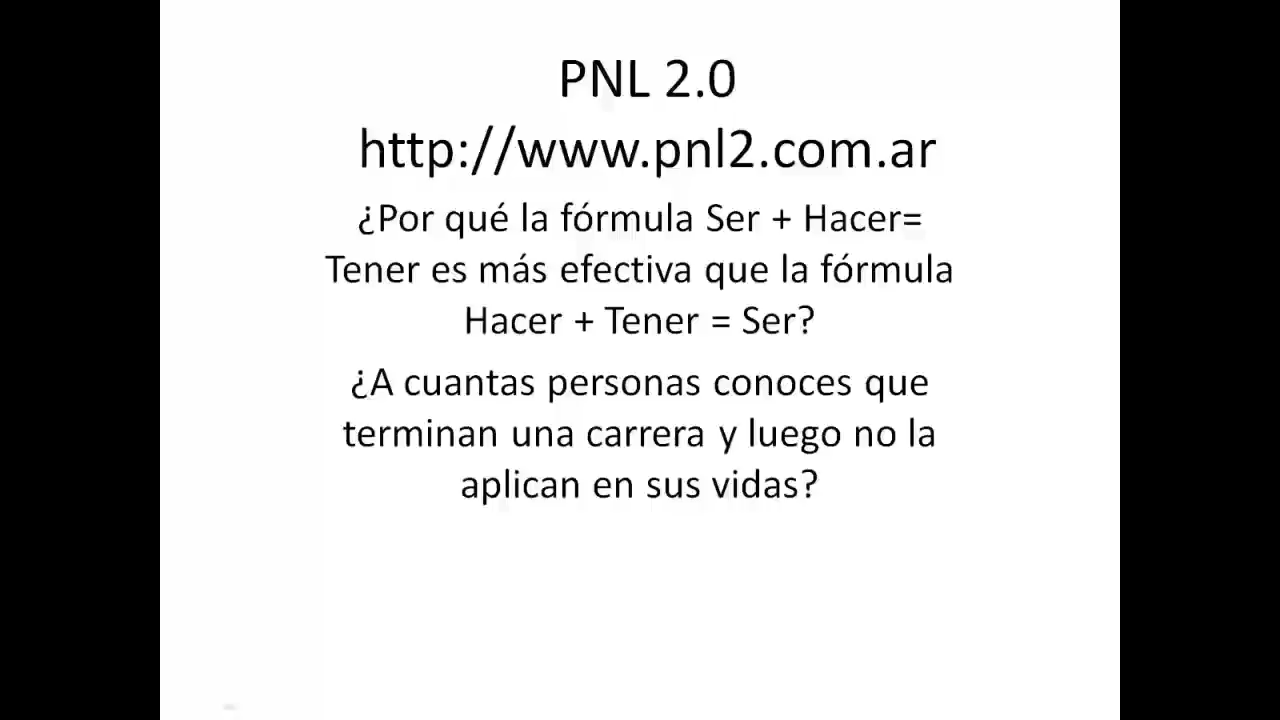 PNL 2.0
http://www.pnl2.com.ar
¿Por qué la fórmula Ser + Hacer=
Tener es más efectiva que la fórmula
Hacer + Tener = Ser?
¿A cuantas personas conoces que
terminan una carrera y luego no la
aplican en sus vidas?